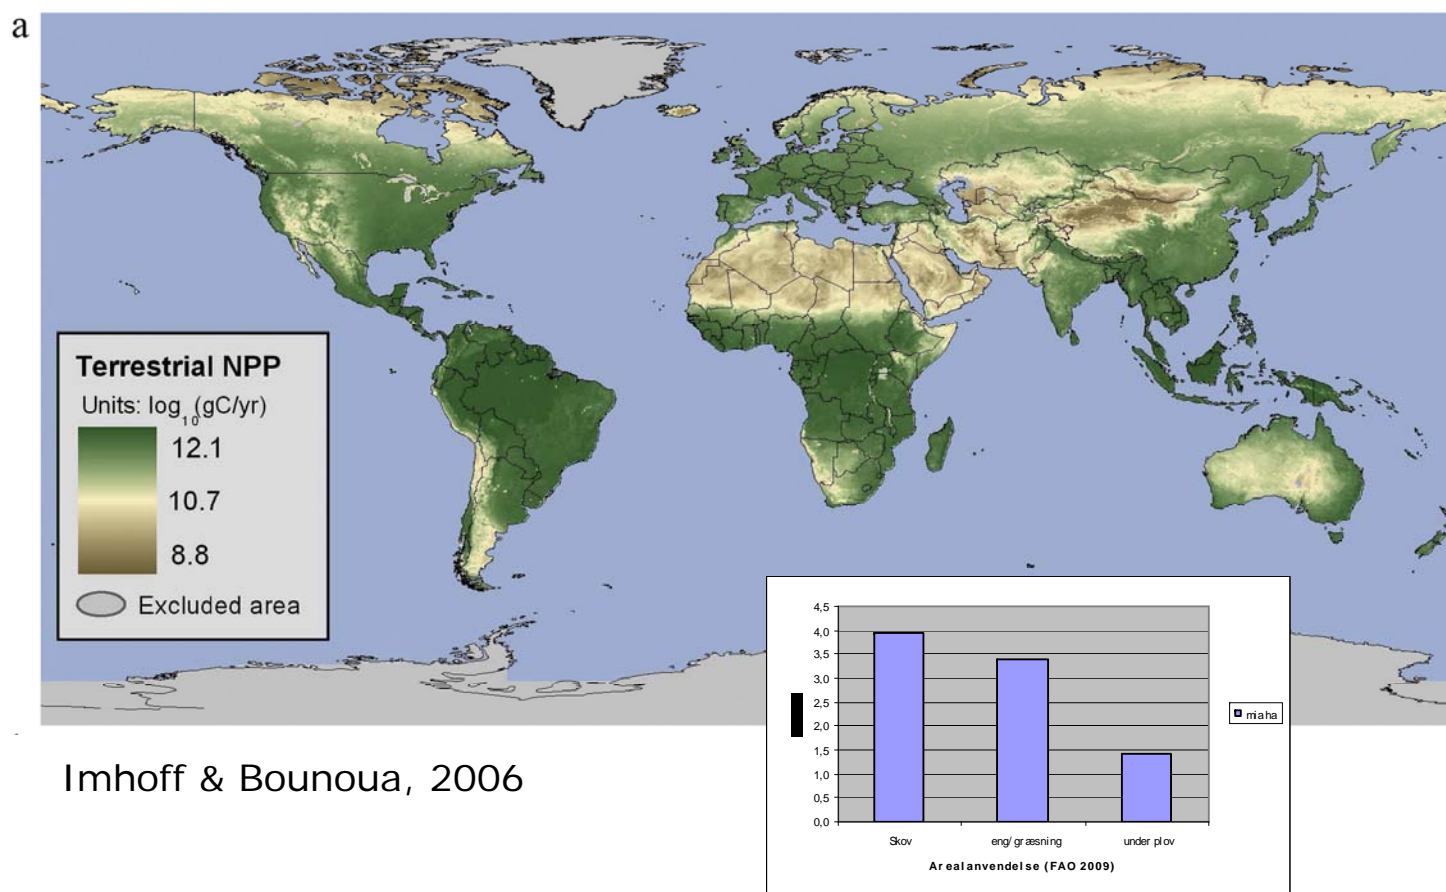 a
Terrestrial NPP
Units: log₁₀(gC/yr)
12.1
10.7
8.8
Excluded area
Imhoff & Bounoua, 2006
4,5
4,0
3,5
3,0
2,5
2,0
1,5
1,0
0,5
0,0
Skov eng/græsning under plov
Arealanvendelse (FAO 2009)
miaha